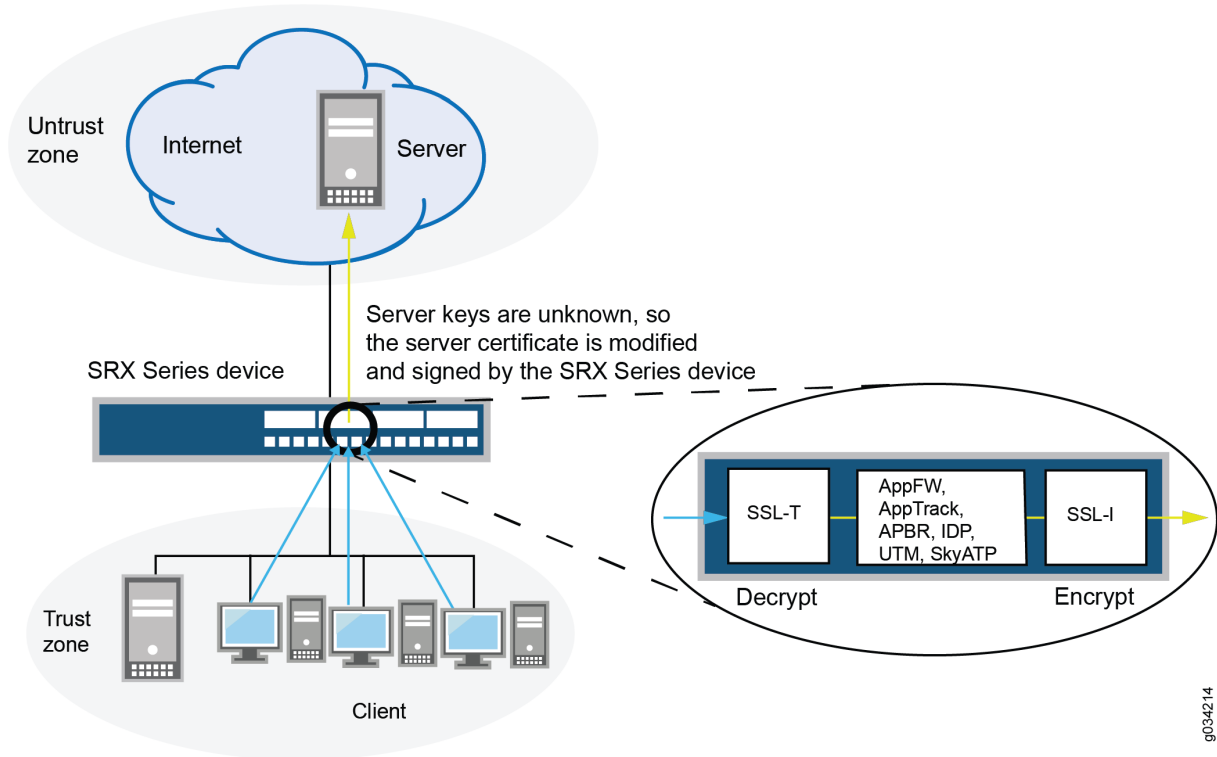 Untrust
zone
Internet
Server
Server keys are unknown, so
the server certificate is modified
and signed by the SRX Series device
SRX Series device
SSL-T
AppFW,
AppTrack,
APBR, IDP,
UTM, SkyATP
SSL-I
Decrypt
Encrypt
Trust
zone
Client
g034214